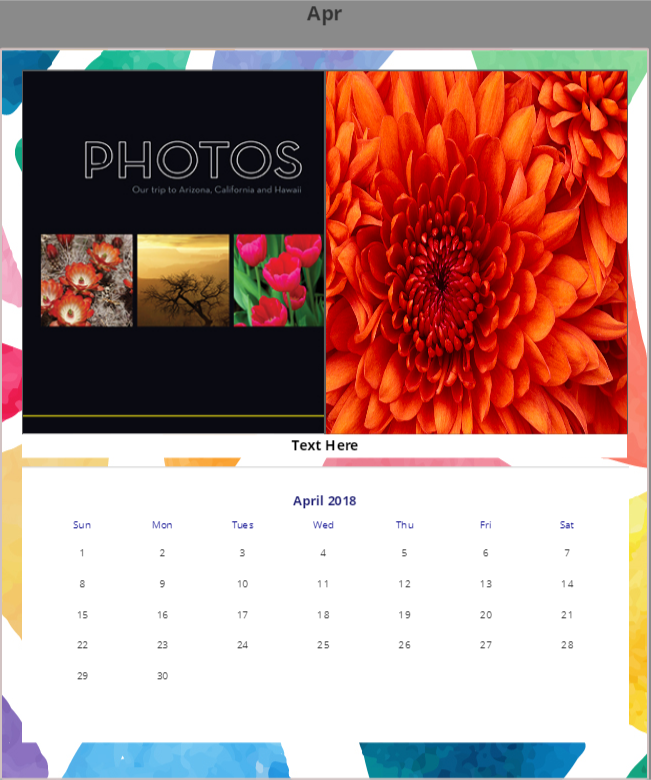 Apr
PHOTOS
Our trip to Arizona, California and Hawaii
Text Here
April 2018
Sun Mon Tues Wed Thu Fri Sat
1 2 3 4 5 6 7
8 9 10 11 12 13 14
15 16 17 18 19 20 21
22 23 24 25 26 27 28
29 30